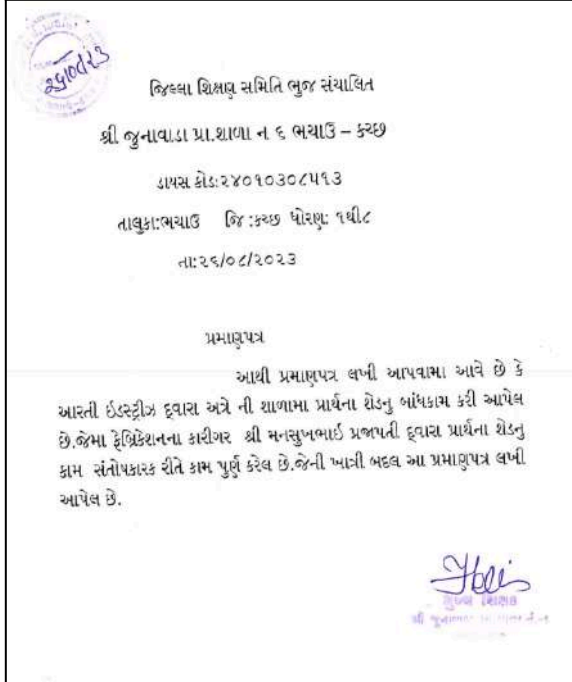 જિલ્લા શિક્ષણ સમિતિ ભુજ સંચાલિત
શ્રી જુનાવાડા પ્રા.શાળા ન ૬ ભચાઉ – કચ્છ
ડાયસ કોડ:૨૪૦૧૦૩૦૮૫૧૩
તાલુકા:ભચાઉ જિ :કચ્છ ધોરણ: ૧થી૮
તા:૨૬/૦૮/૨૦૨૩
પ્રમાણપત્ર
આથી પ્રમાણપત્ર લખી આપવામા આવે છે કે
આરતી ઇંડસ્ટ્રીઝ દ્વારા અત્રે ની શાળામા પ્રાર્થના શેડનુ બાંધકામ કરી આપેલ
છે.જેમા ફેબ્રિકેશનના કારીગર શ્રી મનસુખભાઇ પ્રજાપતી દ્વારા પ્રાર્થના શેડનુ
કામ સંતોષકારક રીતે કામ પુર્ણ કરેલ છે.જેની ખાત્રી બદલ આ પ્રમાણપત્ર લખી
આપેલ છે.
મુખ્ય શિક્ષક